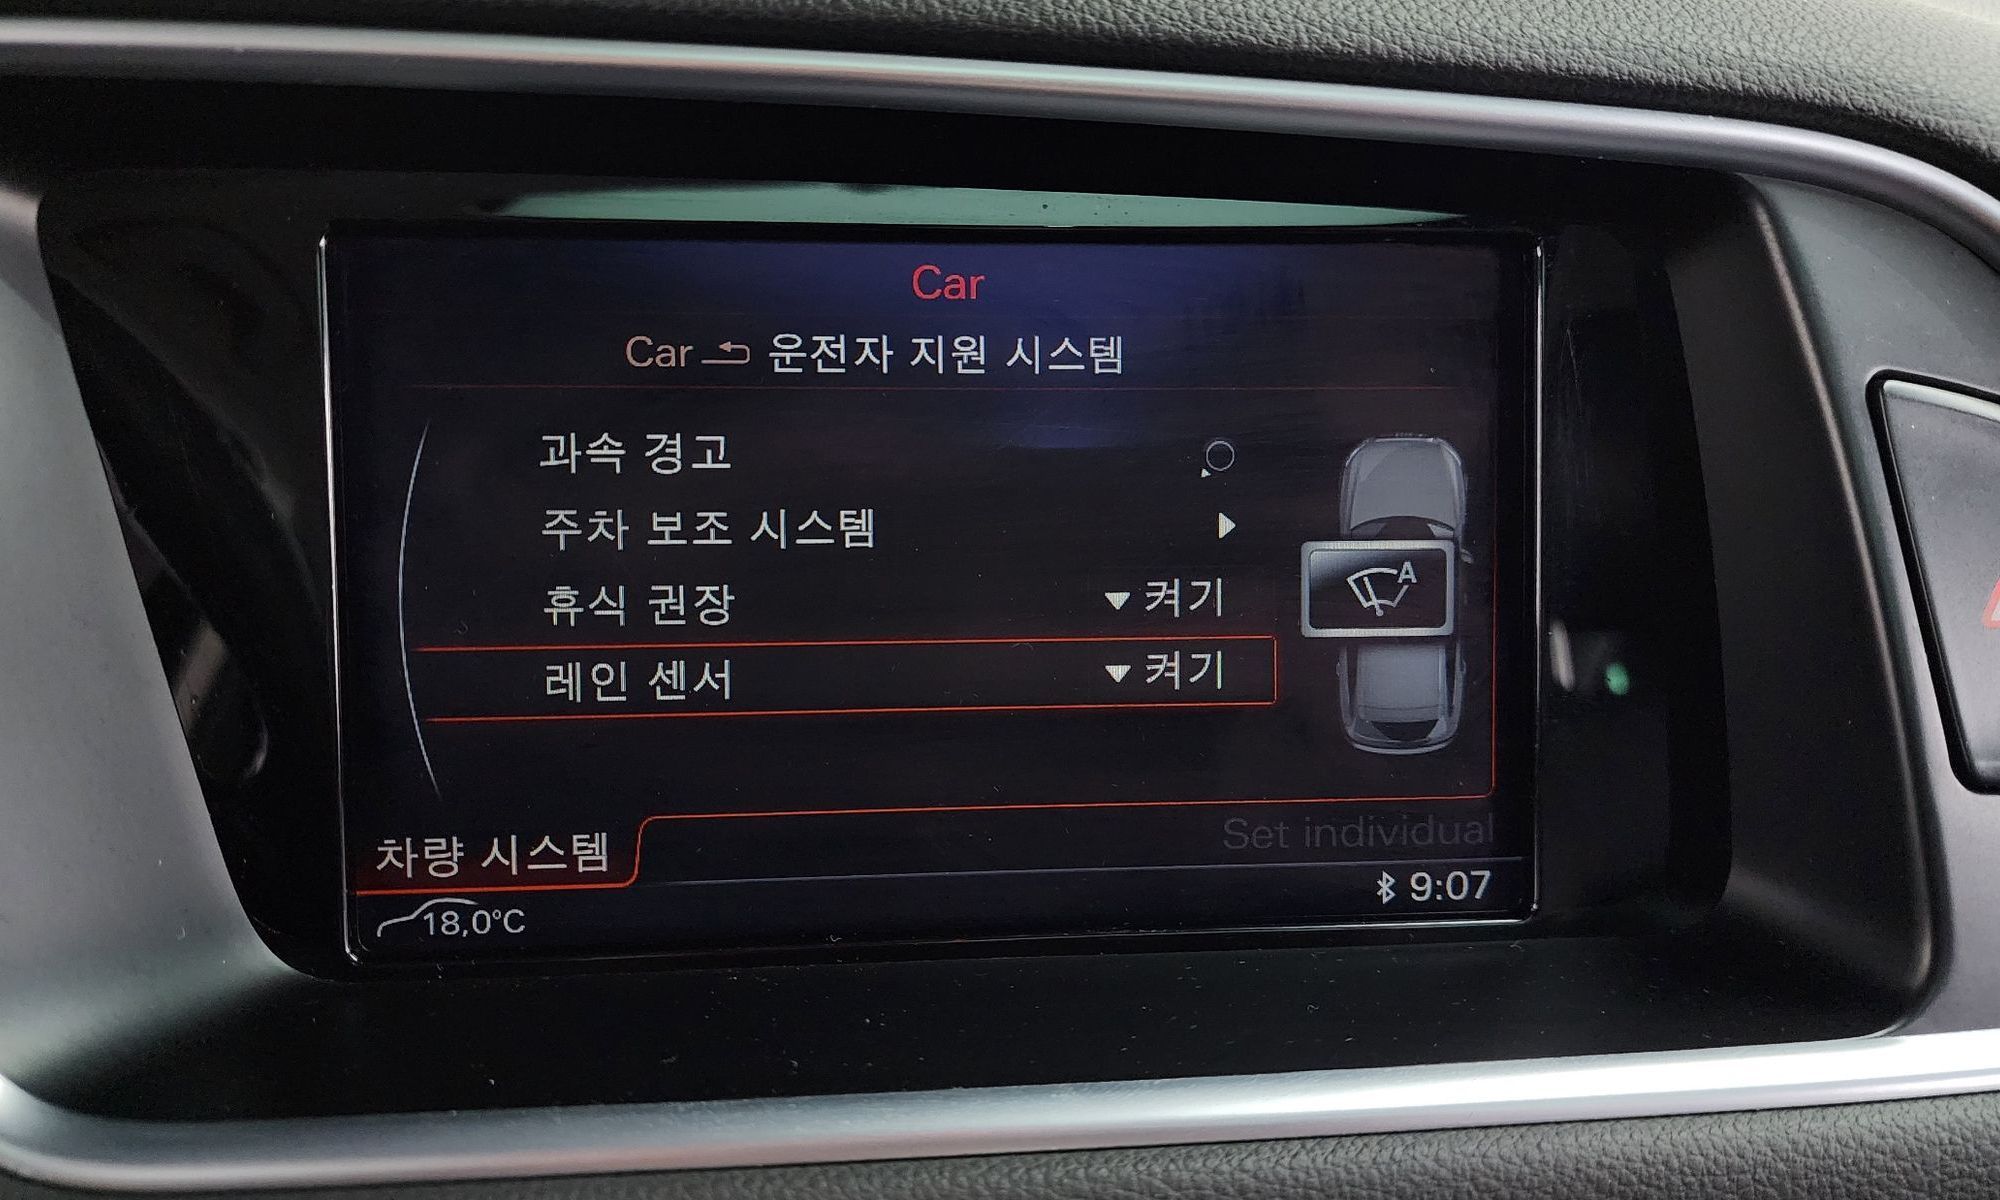 Car
Car 운전자 지원 시스템
과속 경고
주차 보조 시스템
휴식 권장 켜기
레인 센서 켜기
A
차량 시스템
Set individual
18,0°C
9:07